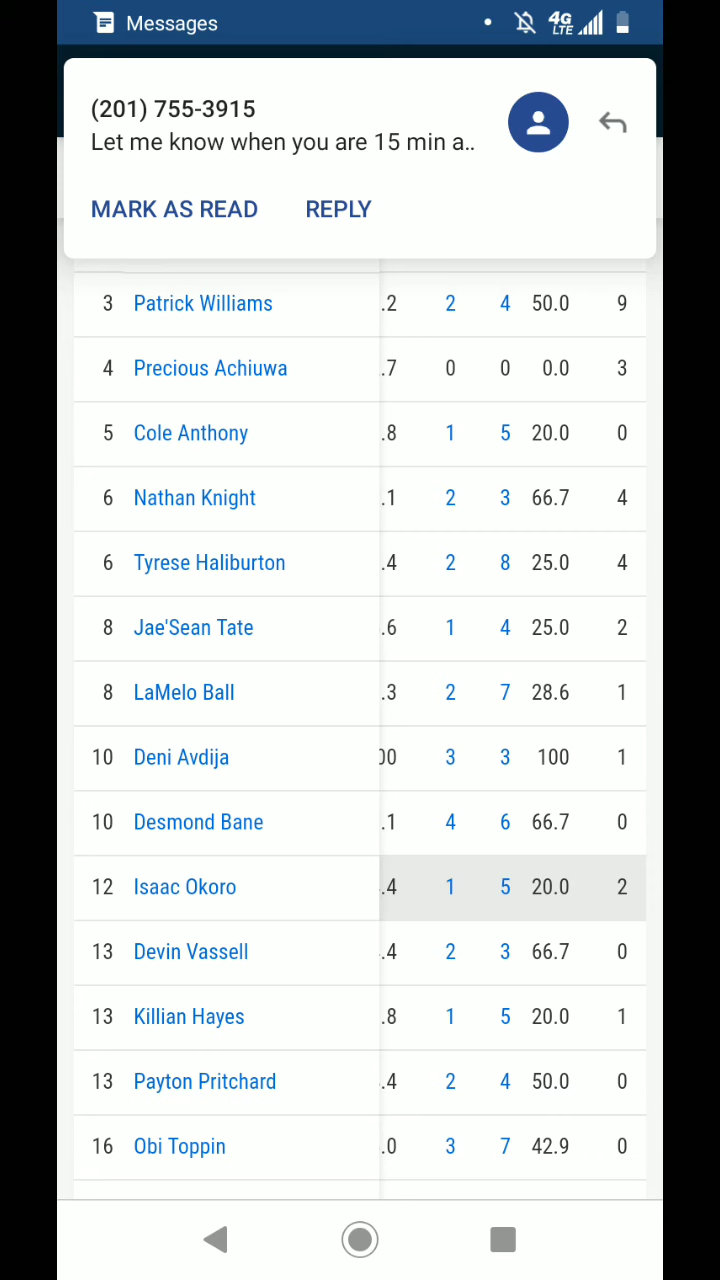 Messages
4G LTE
(201) 755-3915
Let me know when you are 15 min a..
MARK AS READ REPLY
3 Patrick Williams .2 2 4 50.0 9
4 Precious Achiuwa .7 0 0 0.0 3
5 Cole Anthony .8 1 5 20.0 0
6 Nathan Knight .1 2 3 66.7 4
6 Tyrese Haliburton .4 2 8 25.0 4
8 Jae'Sean Tate .6 1 4 25.0 2
8 LaMelo Ball .3 2 7 28.6 1
10 Deni Avdija 00 3 3 100 1
10 Desmond Bane .1 4 6 66.7 0
12 Isaac Okoro .4 1 5 20.0 2
13 Devin Vassell .4 2 3 66.7 0
13 Killian Hayes .8 1 5 20.0 1
13 Payton Pritchard .4 2 4 50.0 0
16 Obi Toppin .0 3 7 42.9 0